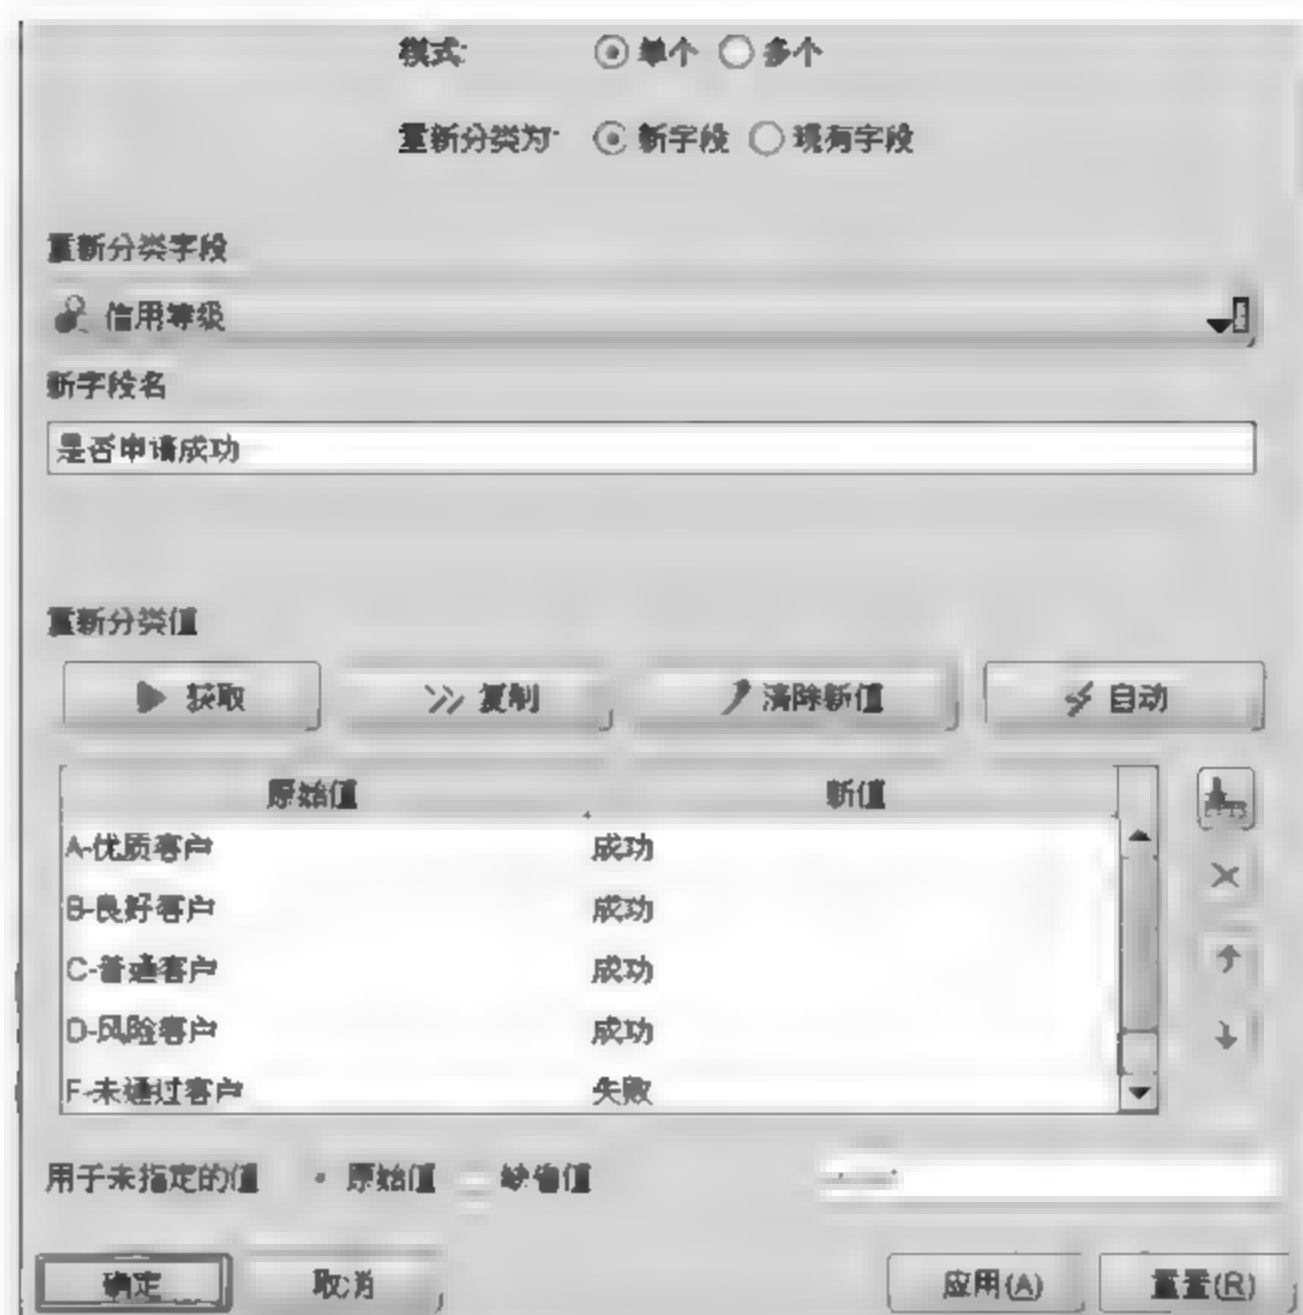 模式: 单个 多个
重新分类为: 新字段 现有字段
重新分类字段
信用等级
新字段名
是否申请成功
重新分类值
获取 复制 清除新值 自动
原始值 新值
A-优质客户 成功
B-良好客户 成功
C-普通客户 成功
D-风险客户 成功
F-未通过客户 失败
用于未指定的值 原始值 缺省值
确定 取消 应用(A) 重置(R)